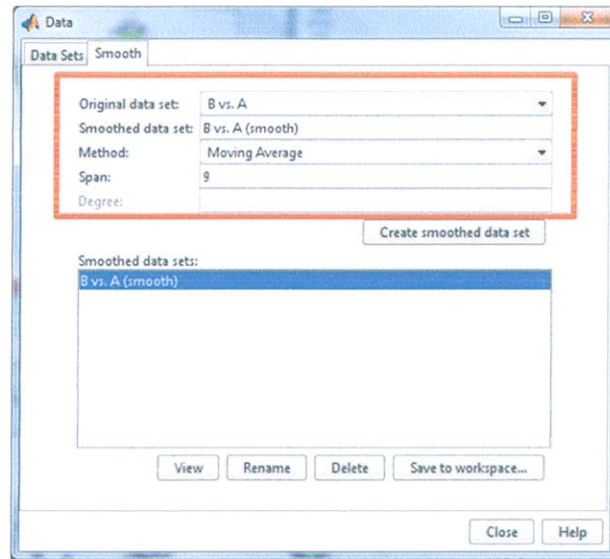 Data
Data Sets Smooth
Original data set: B vs. A
Smoothed data set: B vs. A (smooth)
Method: Moving Average
Span: 9
Degree:
Create smoothed data set
Smoothed data sets:
B vs. A (smooth)
View Rename Delete Save to workspace...
Close Help